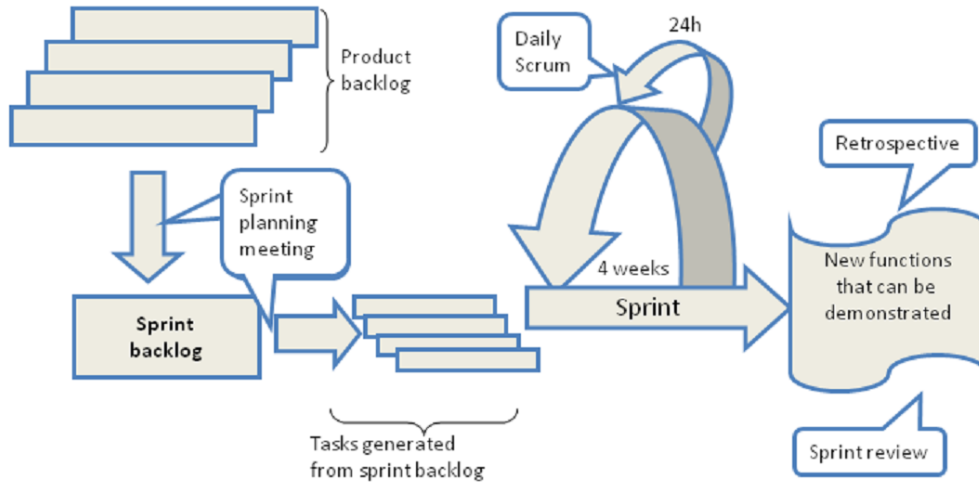 Product
backlog
Sprint
planning
meeting
Sprint
backlog
Tasks generated
from sprint backlog
Daily
Scrum
24h
4 weeks
Sprint
Retrospective
New functions
that can be
demonstrated
Sprint review